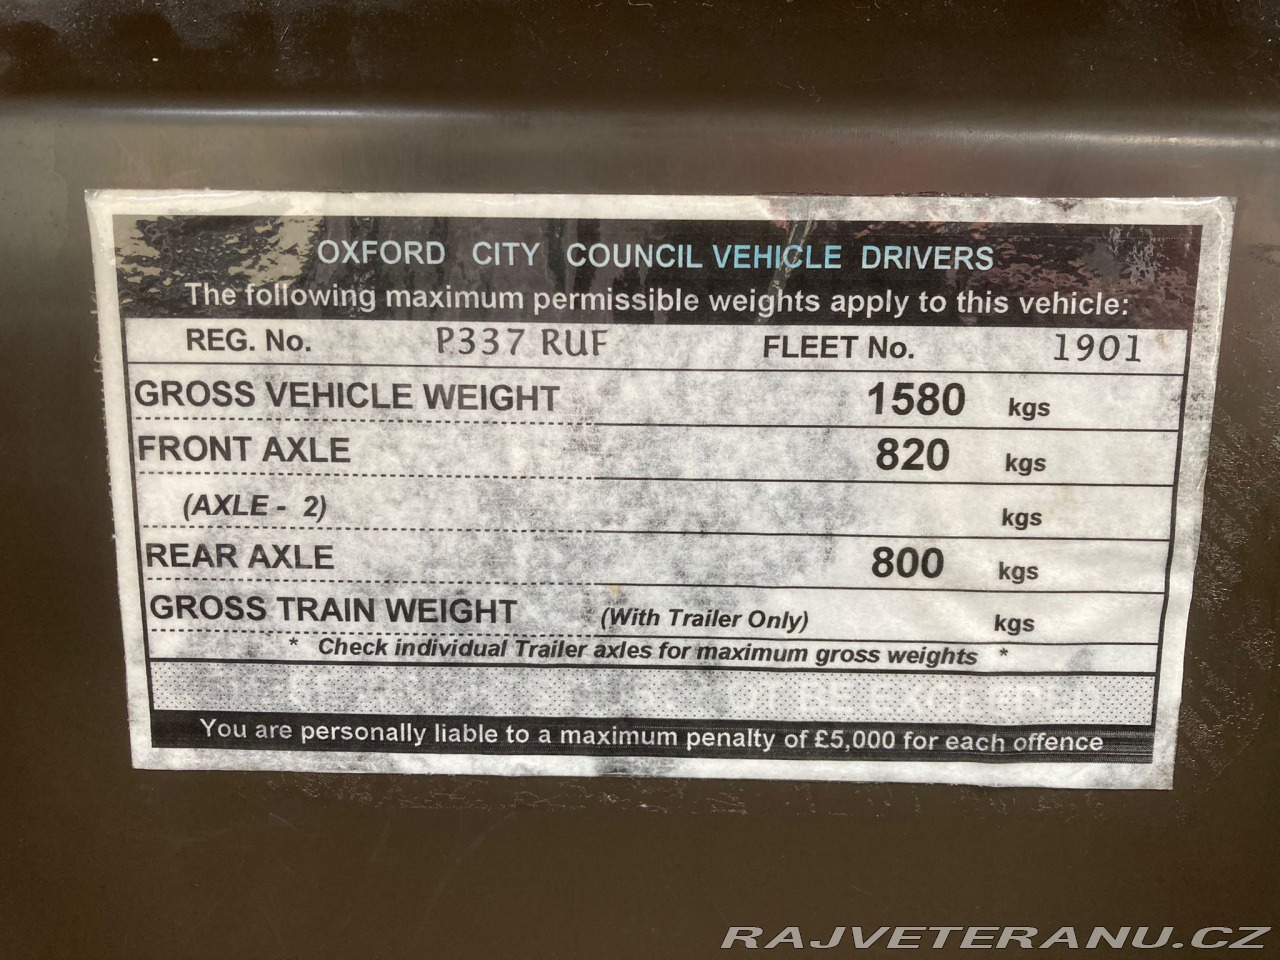 OXFORD CITY COUNCIL VEHICLE DRIVERS
The following maximum permissible weights apply to this vehicle:
REG. No. P337 RUF FLEET No. 1901
GROSS VEHICLE WEIGHT 1580 kgs
FRONT AXLE 820 kgs
(AXLE - 2) kgs
REAR AXLE 800 kgs
GROSS TRAIN WEIGHT (With Trailer Only) kgs
* Check individual Trailer axles for maximum gross weights *
NOT BE EXCEEDED
You are personally liable to a maximum penalty of £5,000 for each offence
RAJVETERANU.CZ